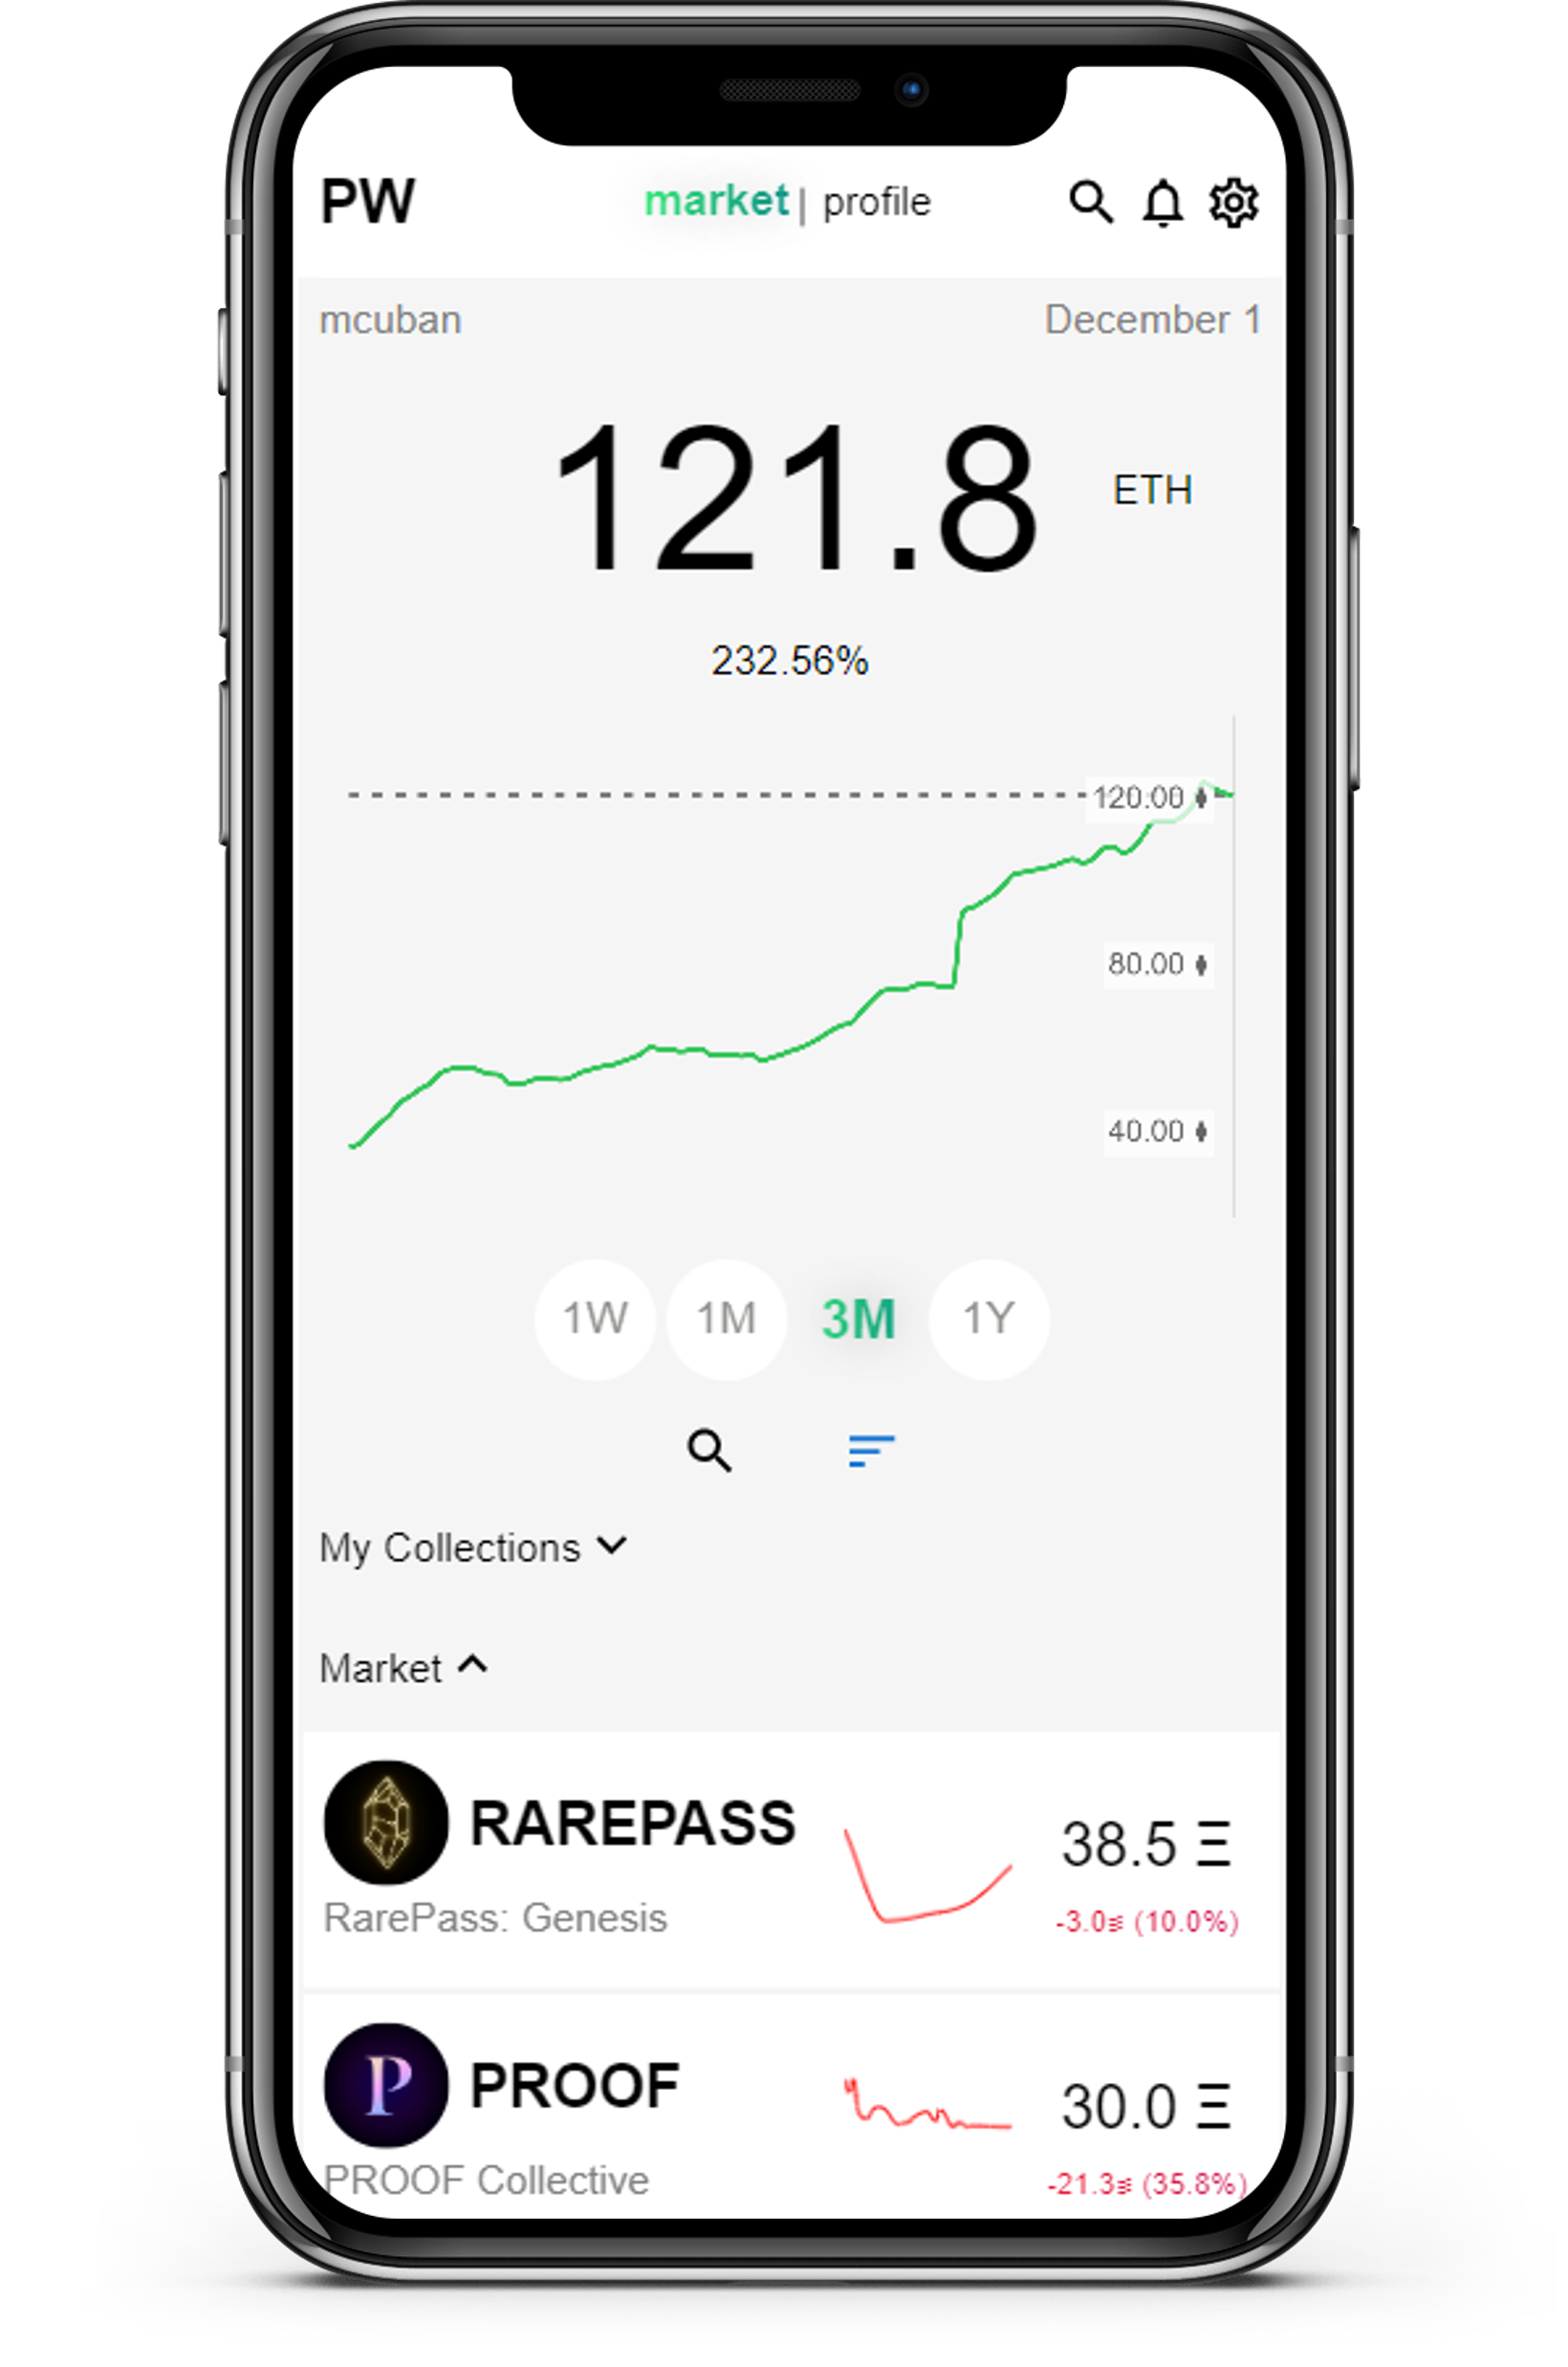 PW market | profile
mcuban December 1
121.8 ETH
232.56%
120.00
80.00
40.00
1W 1M 3M 1Y
My Collections
Market
RAREPASS 38.5 Ξ
RarePass: Genesis -3.0Ξ (10.0%)
P PROOF 30.0 Ξ
PROOF Collective -21.3Ξ (35.8%)